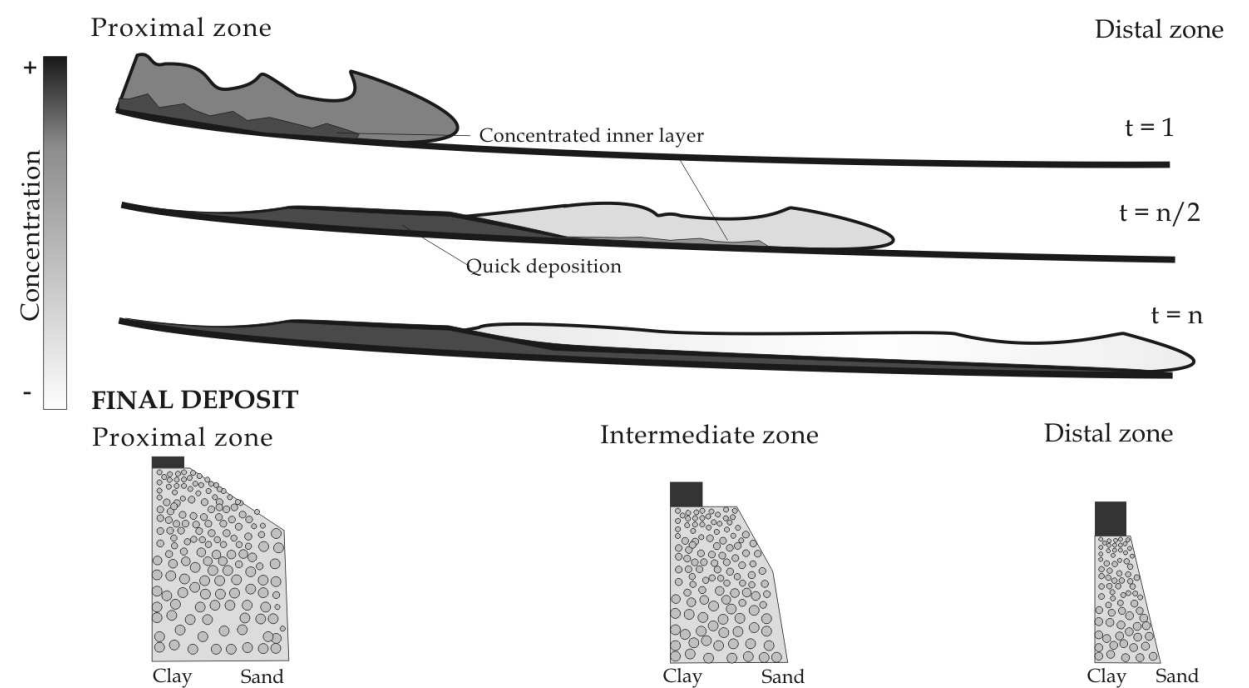 Proximal zone
Distal zone
+
Concentration
-
Concentrated inner layer
t = 1
t = n/2
Quick deposition
t = n
FINAL DEPOSIT
Proximal zone
Intermediate zone
Distal zone
Clay
Sand
Clay
Sand
Clay
Sand